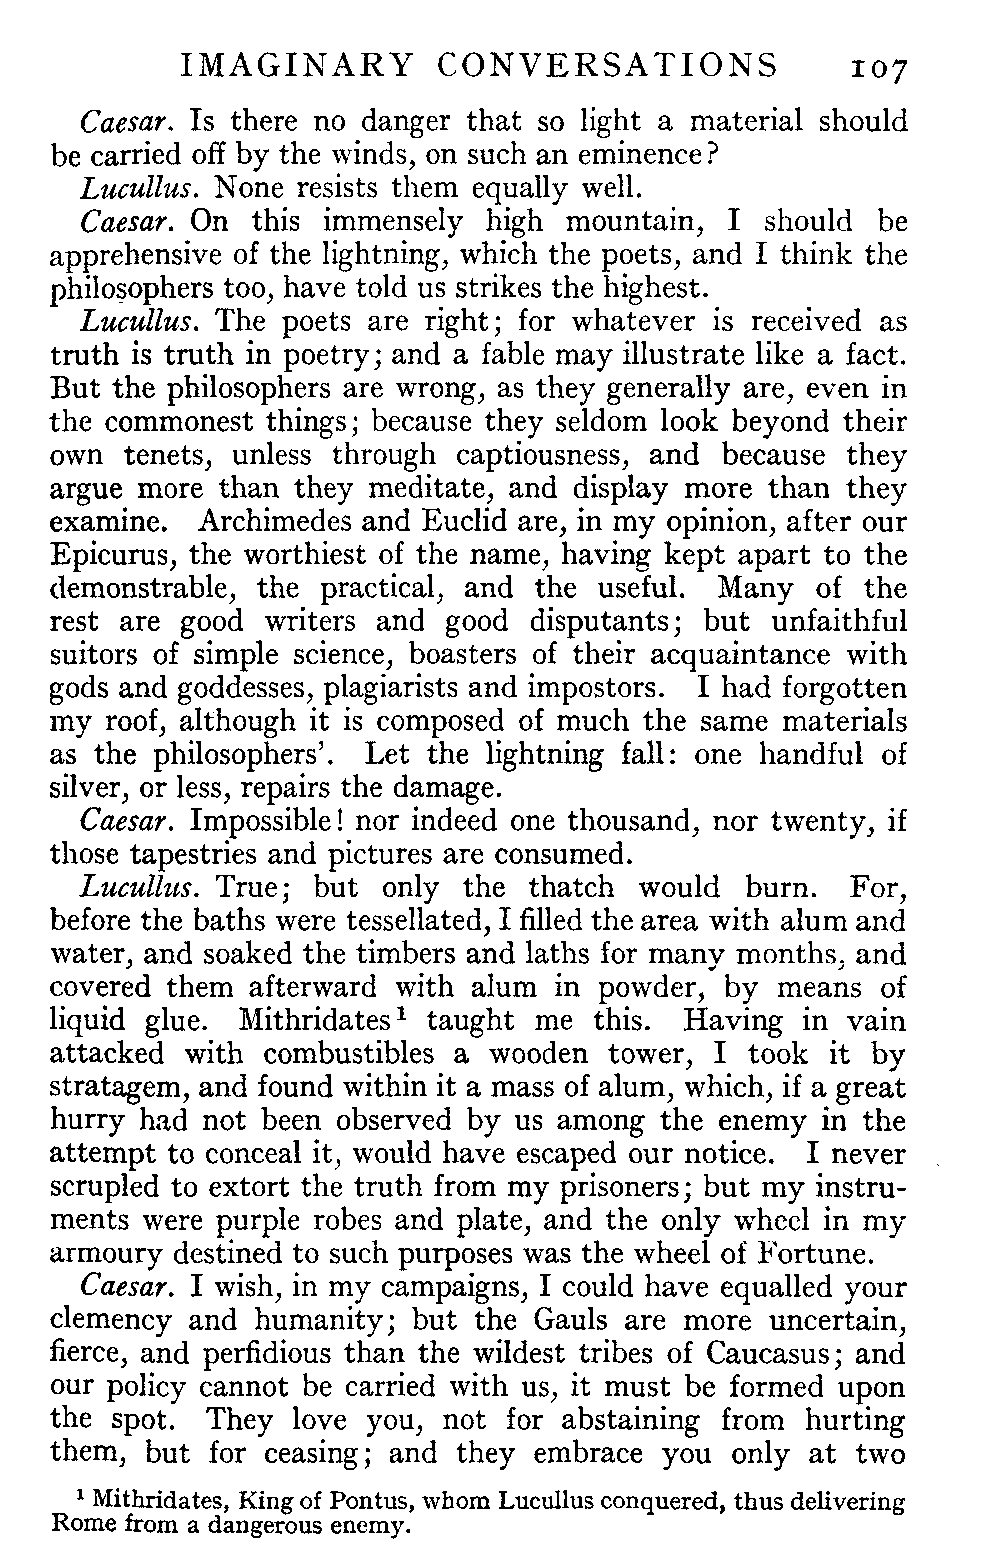 IMAGINARY CONVERSATIONS 107
Caesar. Is there no danger that so light a material should
be carried off by the winds, on such an eminence?
Lucullus. None resists them equally well.
Caesar. On this immensely high mountain, I should be
apprehensive of the lightning, which the poets, and I think the
philosophers too, have told us strikes the highest.
Lucullus. The poets are right; for whatever is received as
truth is truth in poetry; and a fable may illustrate like a fact.
But the philosophers are wrong, as they generally are, even in
the commonest things; because they seldom look beyond their
own tenets, unless through captiousness, and because they
argue more than they meditate, and display more than they
examine. Archimedes and Euclid are, in my opinion, after our
Epicurus, the worthiest of the name, having kept apart to the
demonstrable, the practical, and the useful. Many of the
rest are good writers and good disputants; but unfaithful
suitors of simple science, boasters of their acquaintance with
gods and goddesses, plagiarists and impostors. I had forgotten
my roof, although it is composed of much the same materials
as the philosophers'. Let the lightning fall: one handful of
silver, or less, repairs the damage.
Caesar. Impossible! nor indeed one thousand, nor twenty, if
those tapestries and pictures are consumed.
Lucullus. True; but only the thatch would burn. For,
before the baths were tessellated, I filled the area with alum and
water, and soaked the timbers and laths for many months, and
covered them afterward with alum in powder, by means of
liquid glue. Mithridates¹ taught me this. Having in vain
attacked with combustibles a wooden tower, I took it by
stratagem, and found within it a mass of alum, which, if a great
hurry had not been observed by us among the enemy in the
attempt to conceal it, would have escaped our notice. I never
scrupled to extort the truth from my prisoners; but my instru-
ments were purple robes and plate, and the only wheel in my
armoury destined to such purposes was the wheel of Fortune.
Caesar. I wish, in my campaigns, I could have equalled your
clemency and humanity; but the Gauls are more uncertain,
fierce, and perfidious than the wildest tribes of Caucasus; and
our policy cannot be carried with us, it must be formed upon
the spot. They love you, not for abstaining from hurting
them, but for ceasing; and they embrace you only at two
¹ Mithridates, King of Pontus, whom Lucullus conquered, thus delivering
Rome from a dangerous enemy.